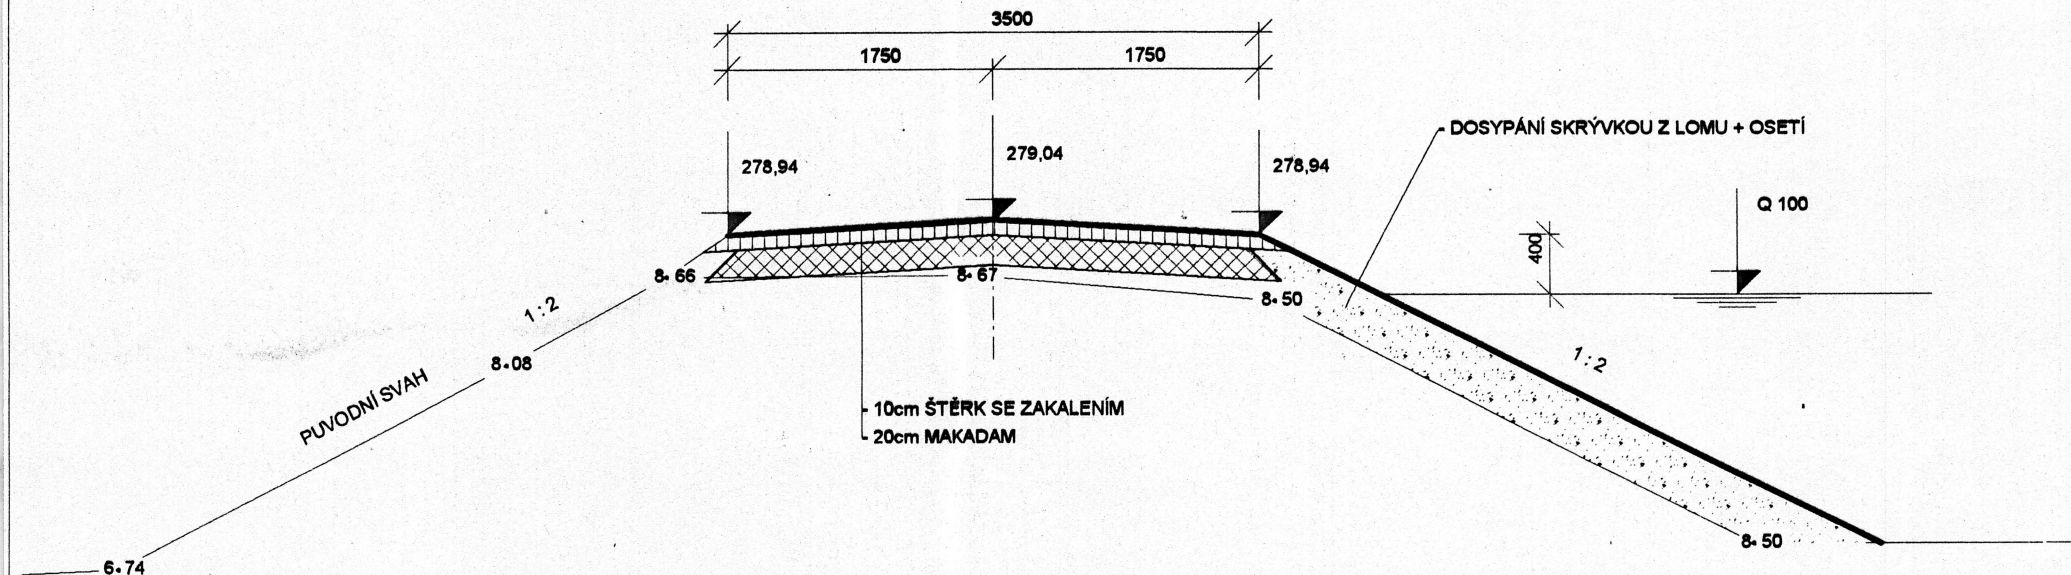 3500
1750
1750
DOSYPÁNÍ SKRÝVKOU Z LOMU + OSETÍ
278,94
279,04
278,94
Q 100
400
8.66
8.67
8.50
1 : 2
1 : 2
8.08
PUVODNÍ SVAH
- 10cm ŠTĚRK SE ZAKALENÍM
- 20cm MAKADAM
8.50
6.74